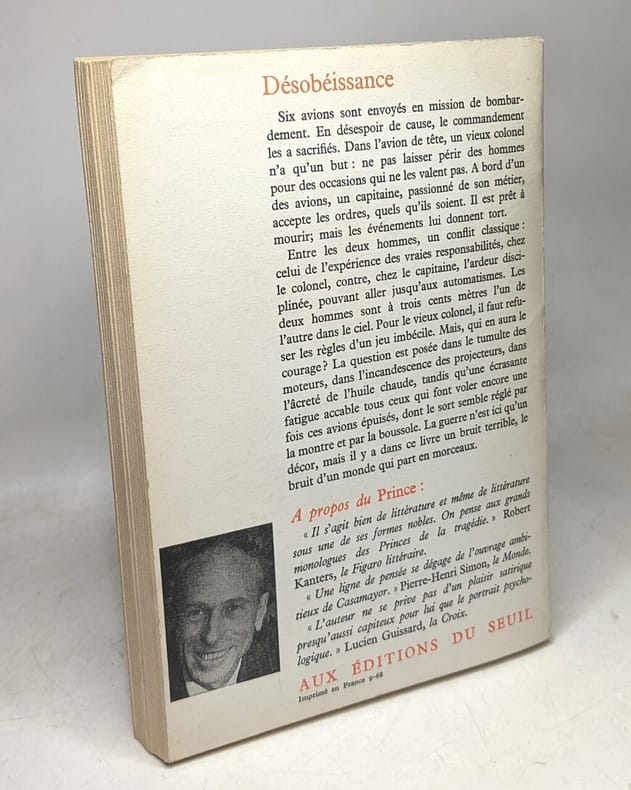 Désobéissance
Six avions sont envoyés en mission de bombar-
dement. En désespoir de cause, le commandement
les a sacrifiés. Dans l'avion de tête, un vieux colonel
n'a qu'un but : ne pas laisser périr des hommes
pour des occasions qui ne les valent pas. A bord d'un
des avions, un capitaine, passionné de son métier,
accepte les ordres, quels qu'ils soient. Il est prêt à
mourir; mais les événements lui donnent tort.
Entre les deux hommes, un conflit classique :
celui de l'expérience des vraies responsabilités, chez
le colonel, contre, chez le capitaine, l'ardeur disci-
plinée, pouvant aller jusqu'aux automatismes. Les
deux hommes sont à trois cents mètres l'un de
l'autre dans le ciel. Pour le vieux colonel, il faut refu-
ser les règles d'un jeu imbécile. Mais, qui en aura le
courage? La question est posée dans le tumulte des
moteurs, dans l'incandescence des projecteurs, dans
l'âcreté de l'huile chaude, tandis qu'une écrasante
fatigue accable tous ceux qui font voler encore une
fois ces avions épuisés, dont le sort semble réglé par
la montre et par la boussole. La guerre n'est ici qu'un
décor, mais il y a dans ce livre un bruit terrible, le
bruit d'un monde qui part en morceaux.
A propos du Prince :
« Il s'agit bien de littérature et même de littérature
sous une de ses formes nobles. On pense aux grands
monologues des Princes de la tragédie. » Robert
Kanters, le Figaro littéraire.
« Une ligne de pensée se dégage de l'ouvrage ambi-
tieux de Casamayor. » Pierre-Henri Simon, le Monde.
« L'auteur ne se prive pas d'un plaisir satirique
presqu'aussi capiteux pour lui que le portrait psycho-
logique. » Lucien Guissard, la Croix.
AUX ÉDITIONS DU SEUIL
Imprimé en France 9-68